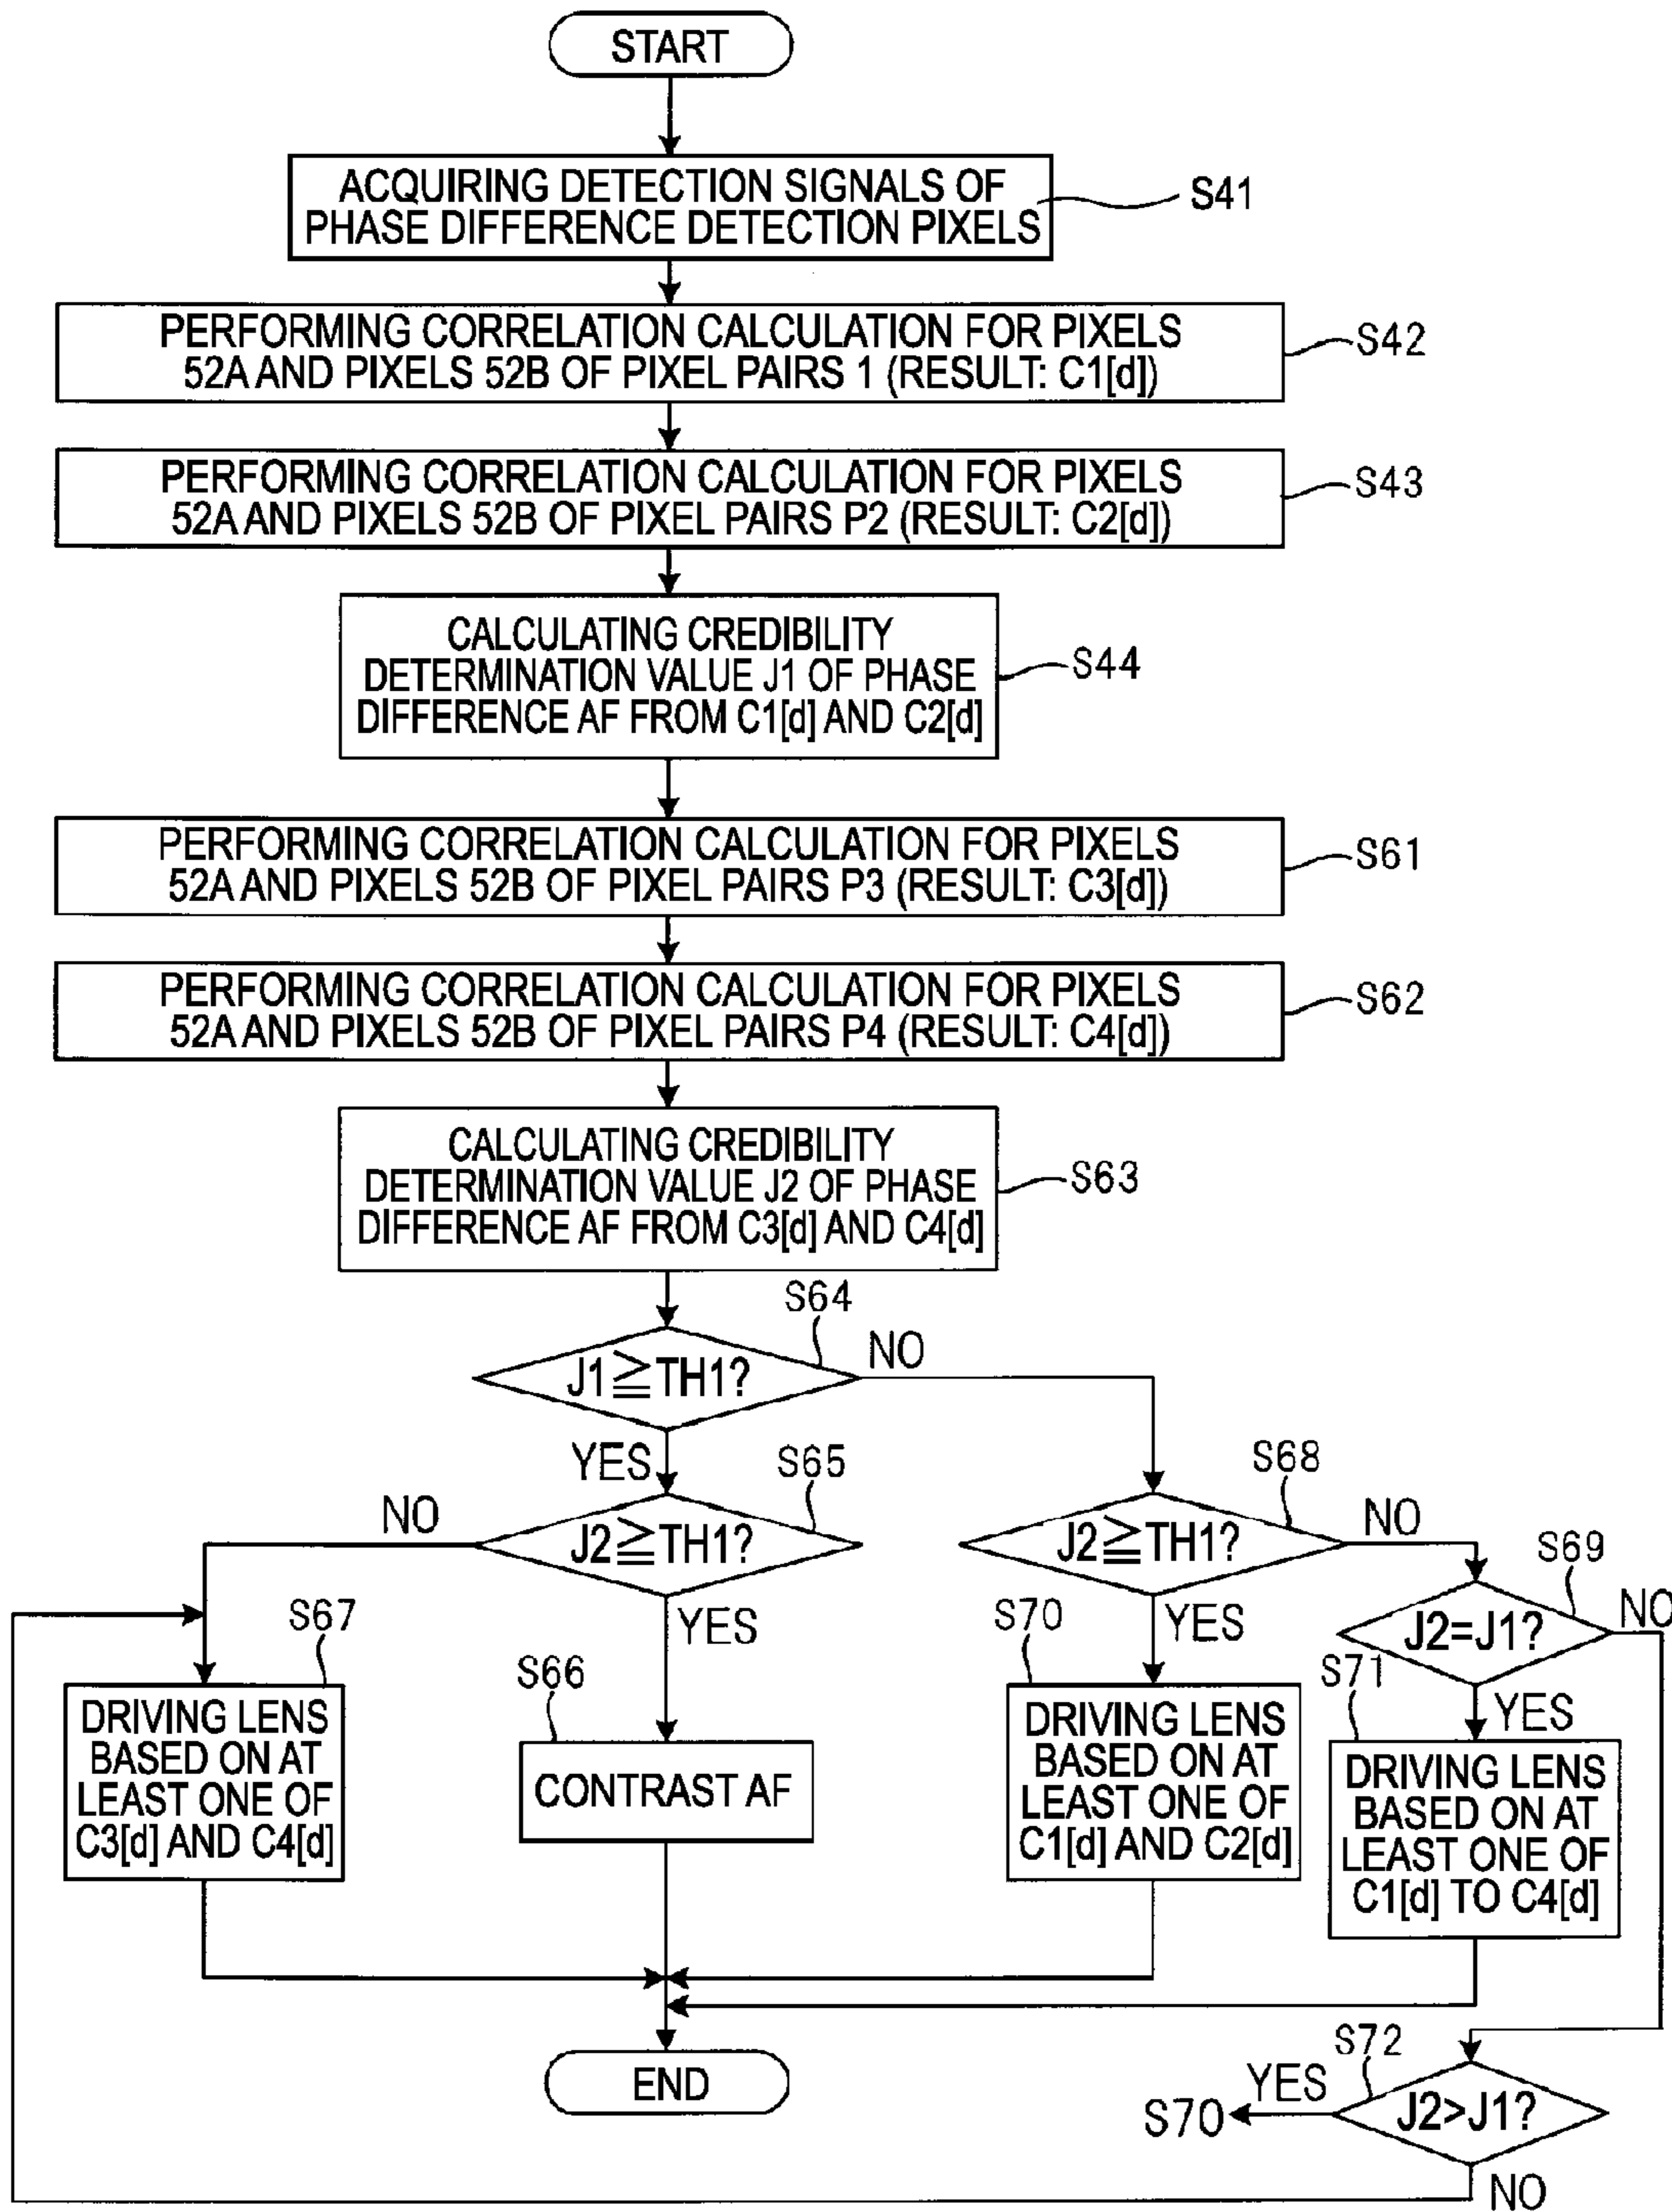 START
ACQUIRING DETECTION SIGNALS OF
PHASE DIFFERENCE DETECTION PIXELS
S41
PERFORMING CORRELATION CALCULATION FOR PIXELS
52A AND PIXELS 52B OF PIXEL PAIRS 1 (RESULT: C1[d])
S42
PERFORMING CORRELATION CALCULATION FOR PIXELS
52A AND PIXELS 52B OF PIXEL PAIRS P2 (RESULT: C2[d])
S43
CALCULATING CREDIBILITY
DETERMINATION VALUE J1 OF PHASE
DIFFERENCE AF FROM C1[d] AND C2[d]
S44
PERFORMING CORRELATION CALCULATION FOR PIXELS
52A AND PIXELS 52B OF PIXEL PAIRS P3 (RESULT: C3[d])
S61
PERFORMING CORRELATION CALCULATION FOR PIXELS
52A AND PIXELS 52B OF PIXEL PAIRS P4 (RESULT: C4[d])
S62
CALCULATING CREDIBILITY
DETERMINATION VALUE J2 OF PHASE
DIFFERENCE AF FROM C3[d] AND C4[d]
S63
S64
J1≧TH1?
NO
YES
S65
J2≧TH1?
NO
YES
S68
J2≧TH1?
NO
YES
S69
J2=J1?
NO
YES
S67
DRIVING LENS
BASED ON AT
LEAST ONE OF
C3[d] AND C4[d]
S66
CONTRAST AF
S70
DRIVING LENS
BASED ON AT
LEAST ONE OF
C1[d] AND C2[d]
S71
DRIVING LENS
BASED ON AT
LEAST ONE OF
C1[d] TO C4[d]
END
S72
J2>J1?
YES
S70
NO